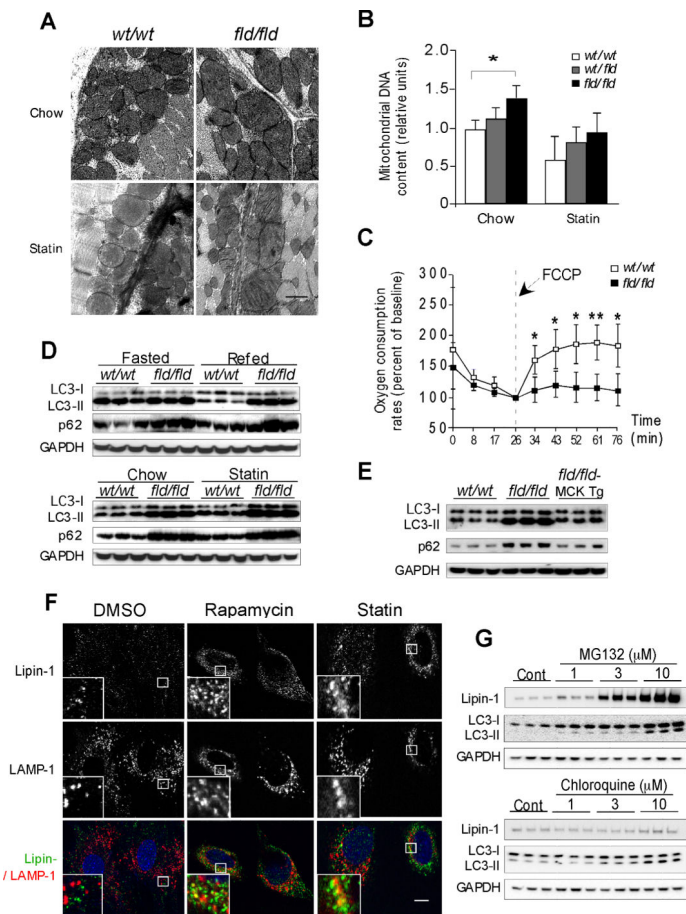 A
wt/wt fld/fld
Chow
Statin
B
Mitochondrial DNA
content (relative units)
2.0
1.5
1.0
0.5
0
*
wt/wt
wt/fld
fld/fld
Chow Statin
C
Oxygen consumption
rates (percent of baseline)
300
250
200
150
100
50
FCCP
wt/wt
fld/fld
* * * ** *
0 8 17 26 34 43 52 61 76
Time
(min)
D
Fasted Refed
wt/wt fld/fld wt/wt fld/fld
LC3-I
LC3-II
p62
GAPDH
Chow Statin
wt/wt fld/fld wt/wt fld/fld
LC3-I
LC3-II
p62
GAPDH
E
wt/wt fld/fld fld/fld-
MCK Tg
LC3-I
LC3-II
p62
GAPDH
F
DMSO Rapamycin Statin
Lipin-1
LAMP-1
Lipin-
/ LAMP-1
G
MG132 (μM)
Cont 1 3 10
Lipin-1
LC3-I
LC3-II
GAPDH
Chloroquine (μM)
Cont 1 3 10
Lipin-1
LC3-I
LC3-II
GAPDH